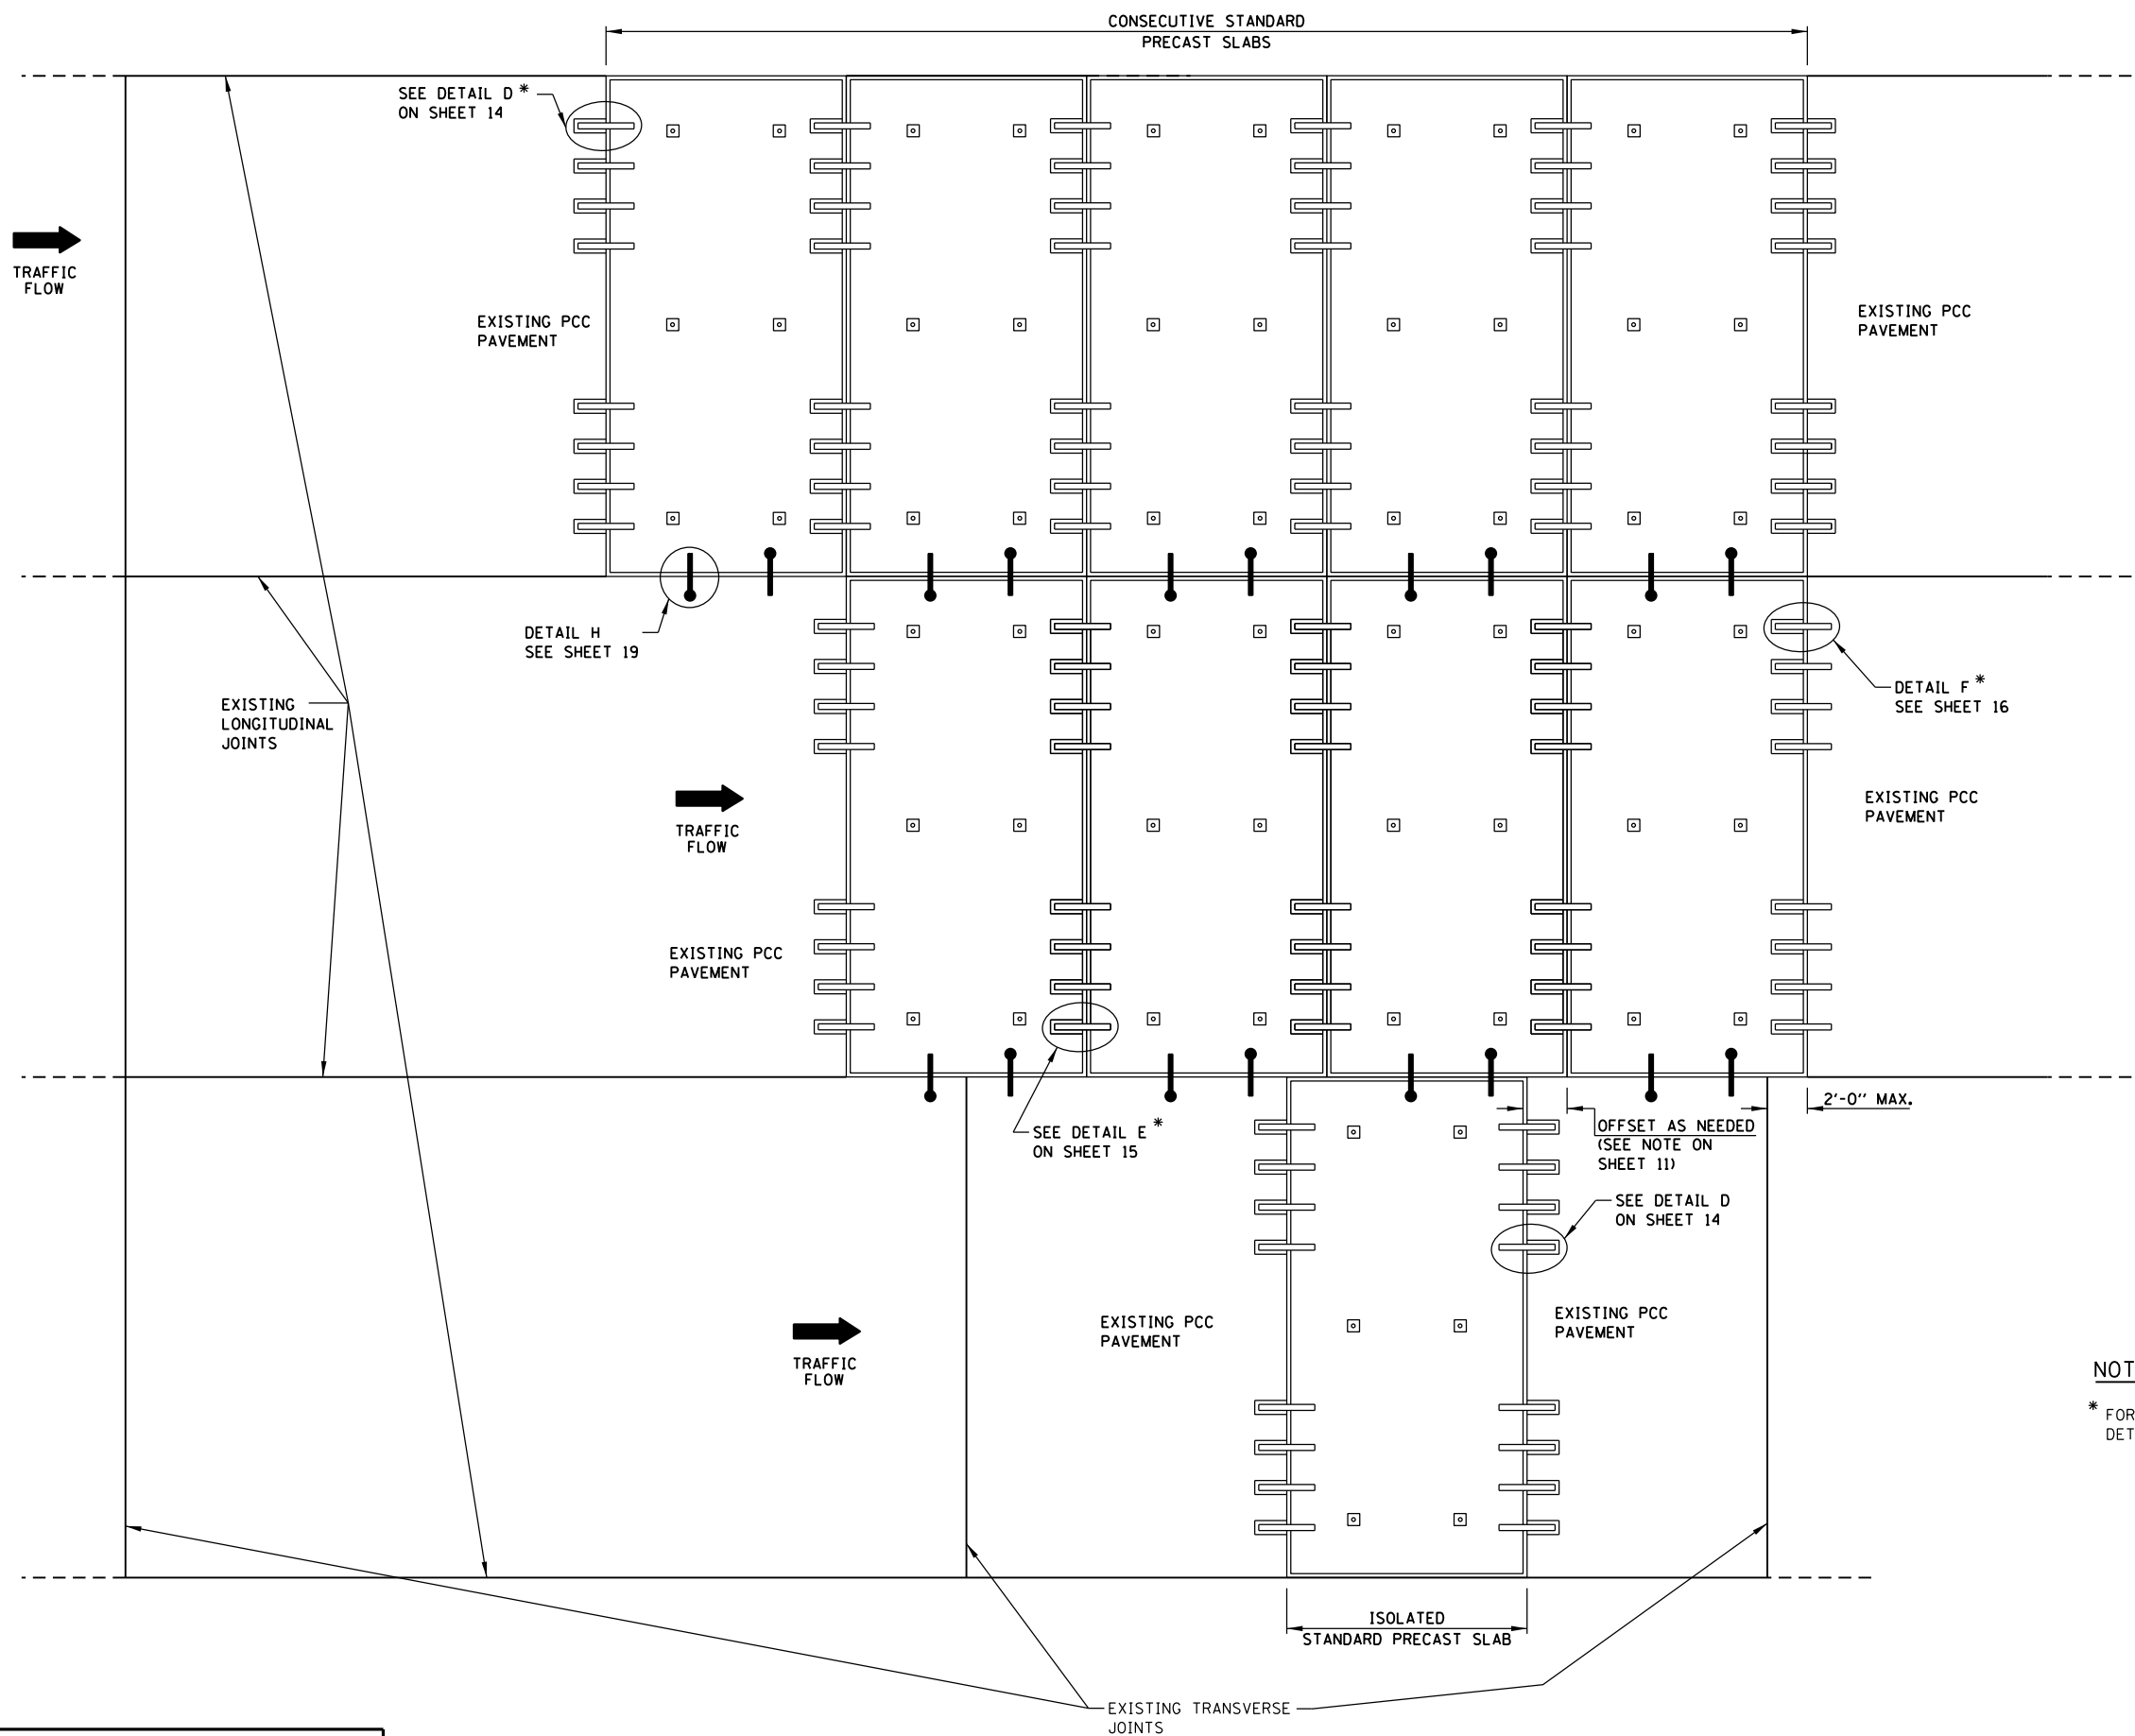 CONSECUTIVE STANDARD
PRECAST SLABS
SEE DETAIL D *
ON SHEET 14
TRAFFIC
FLOW
EXISTING PCC
PAVEMENT
EXISTING PCC
PAVEMENT
DETAIL H
SEE SHEET 19
DETAIL F *
SEE SHEET 16
EXISTING
LONGITUDINAL
JOINTS
TRAFFIC
FLOW
EXISTING PCC
PAVEMENT
EXISTING PCC
PAVEMENT
2'-0" MAX.
SEE DETAIL E *
ON SHEET 15
OFFSET AS NEEDED
(SEE NOTE ON
SHEET 11)
SEE DETAIL D
ON SHEET 14
EXISTING PCC
PAVEMENT
EXISTING PCC
PAVEMENT
TRAFFIC
FLOW
NOT
* FOR
DET
ISOLATED
STANDARD PRECAST SLAB
EXISTING TRANSVERSE
JOINTS